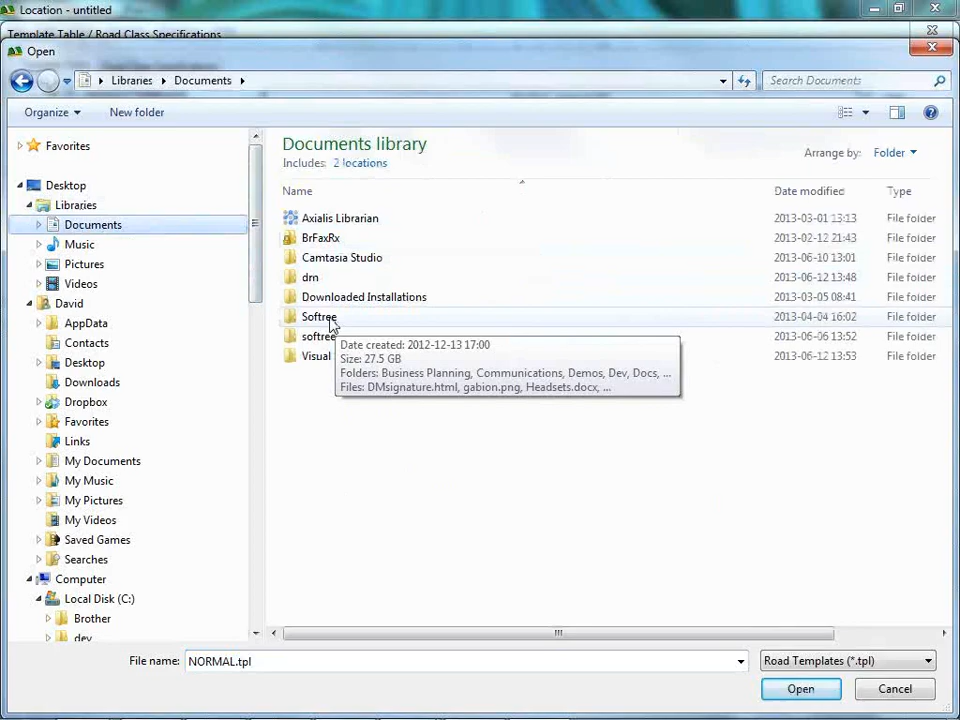 Location - untitled
Template Table / Road Class Specifications
Open
Libraries Documents
Search Documents
Organize New folder
Favorites
Desktop
Libraries
Documents
Music
Pictures
Videos
David
AppData
Contacts
Desktop
Downloads
Dropbox
Favorites
Links
My Documents
My Music
My Pictures
My Videos
Saved Games
Searches
Computer
Local Disk (C:)
Brother
dev
Documents library
Includes: 2 locations
Arrange by: Folder
Name Date modified Type
Axialis Librarian 2013-03-01 13:13 File folder
BrFaxRx 2013-02-12 21:43 File folder
Camtasia Studio 2013-06-10 13:01 File folder
drn 2013-06-12 13:48 File folder
Downloaded Installations 2013-03-05 08:41 File folder
Softree 2013-04-04 16:02 File folder
softree 2013-06-06 13:52 File folder
Visual 2013-06-12 13:53 File folder
Date created: 2012-12-13 17:00
Size: 27.5 GB
Folders: Business Planning, Communications, Demos, Dev, Docs, ...
Files: DMsignature.html, gabion.png, Headsets.docx, ...
File name: NORMAL.tpl
Road Templates (*.tpl)
Open Cancel